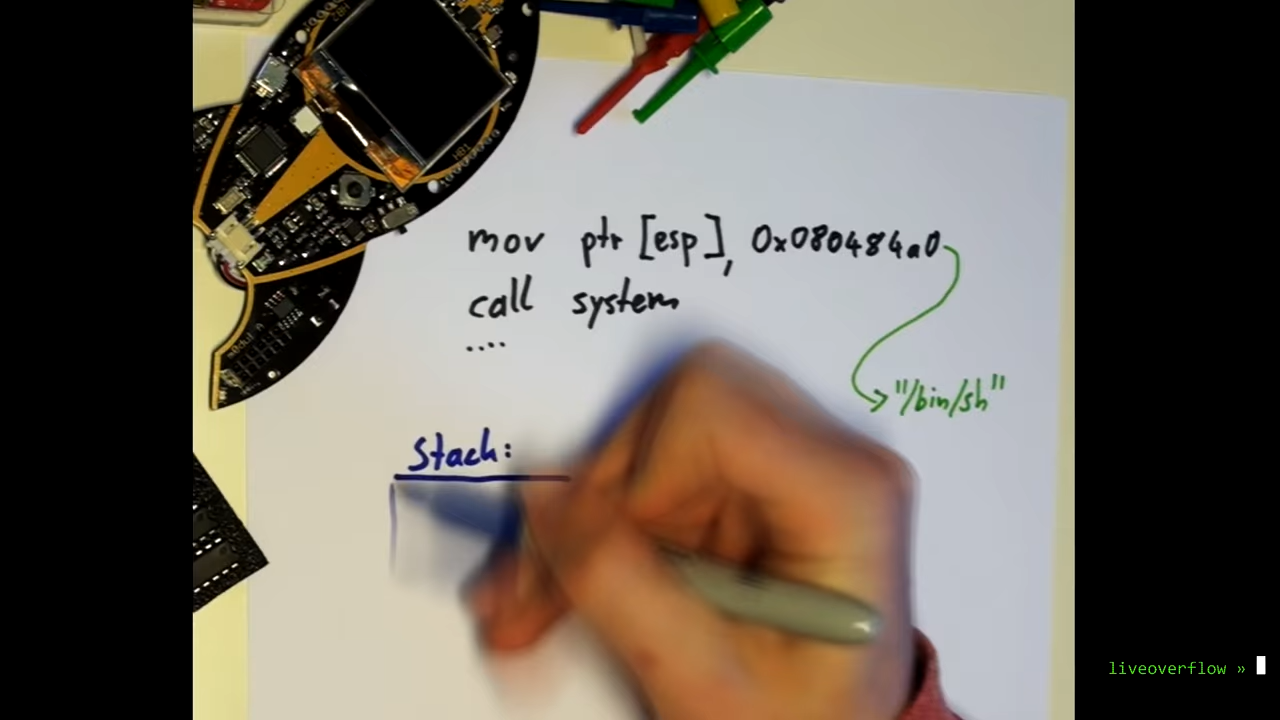 mov ptr [esp], 0x080484a0
call system
....
"/bin/sh"
Stack:
liveoverflow »